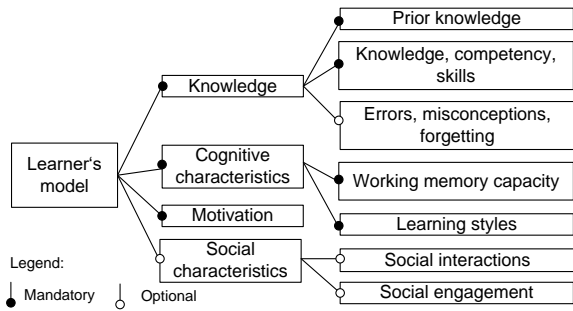 Prior knowledge
Knowledge, competency,
skills
Knowledge
Errors, misconceptions,
forgetting
Learner‘s
model
Cognitive
characteristics
Working memory capacity
Motivation
Learning styles
Social
characteristics
Social interactions
Social engagement
Legend:
Mandatory
Optional